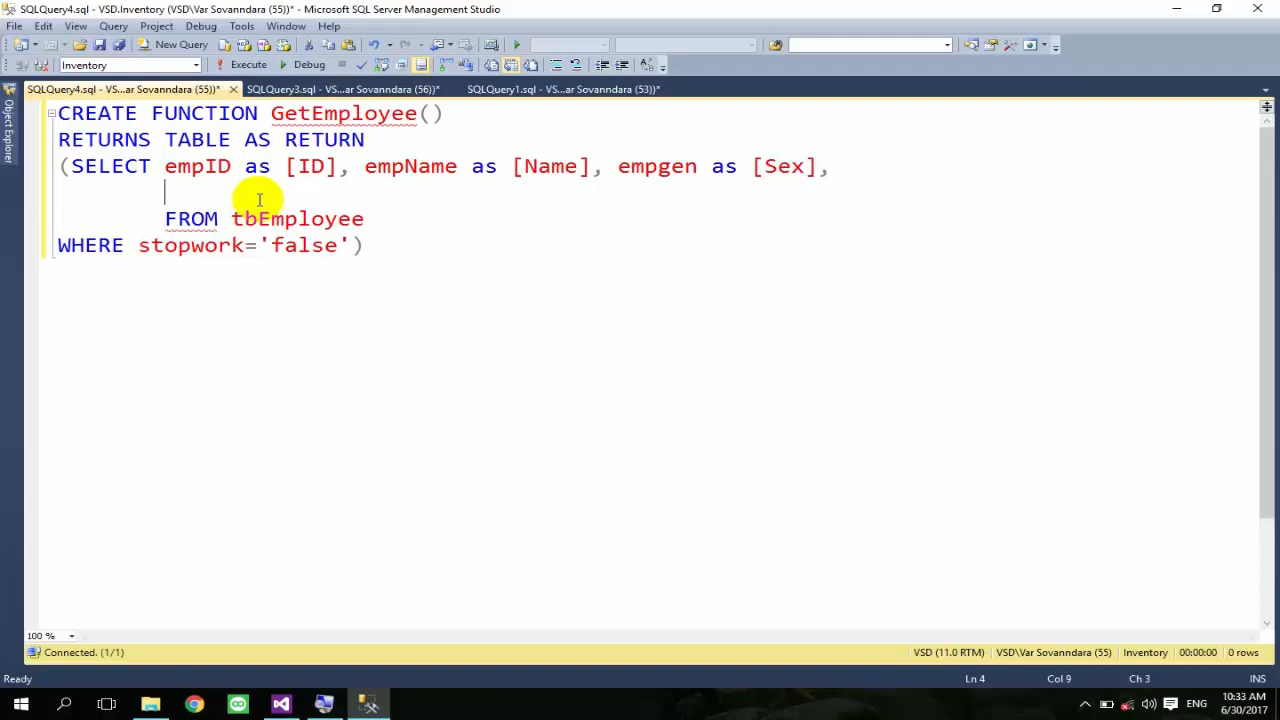 SQLQuery4.sql - VSD.Inventory (VSD\Var Sovanndara (55))* - Microsoft SQL Server Management Studio
File Edit View Query Project Debug Tools Window Help
New Query
Inventory Execute Debug
SQLQuery4.sql - VS...ar Sovanndara (55))* SQLQuery3.sql - VS...ar Sovanndara (56))* SQLQuery1.sql - VS...ar Sovanndara (53))*
Object Explorer
CREATE FUNCTION GetEmployee()
RETURNS TABLE AS RETURN
(SELECT empID as [ID], empName as [Name], empgen as [Sex],
FROM tbEmployee
WHERE stopwork='false')
100 %
Connected. (1/1) VSD (11.0 RTM) VSD\Var Sovanndara (55) Inventory 00:00:00 0 rows
Ready Ln 4 Col 9 Ch 3 INS
ENG 10:33 AM
6/30/2017